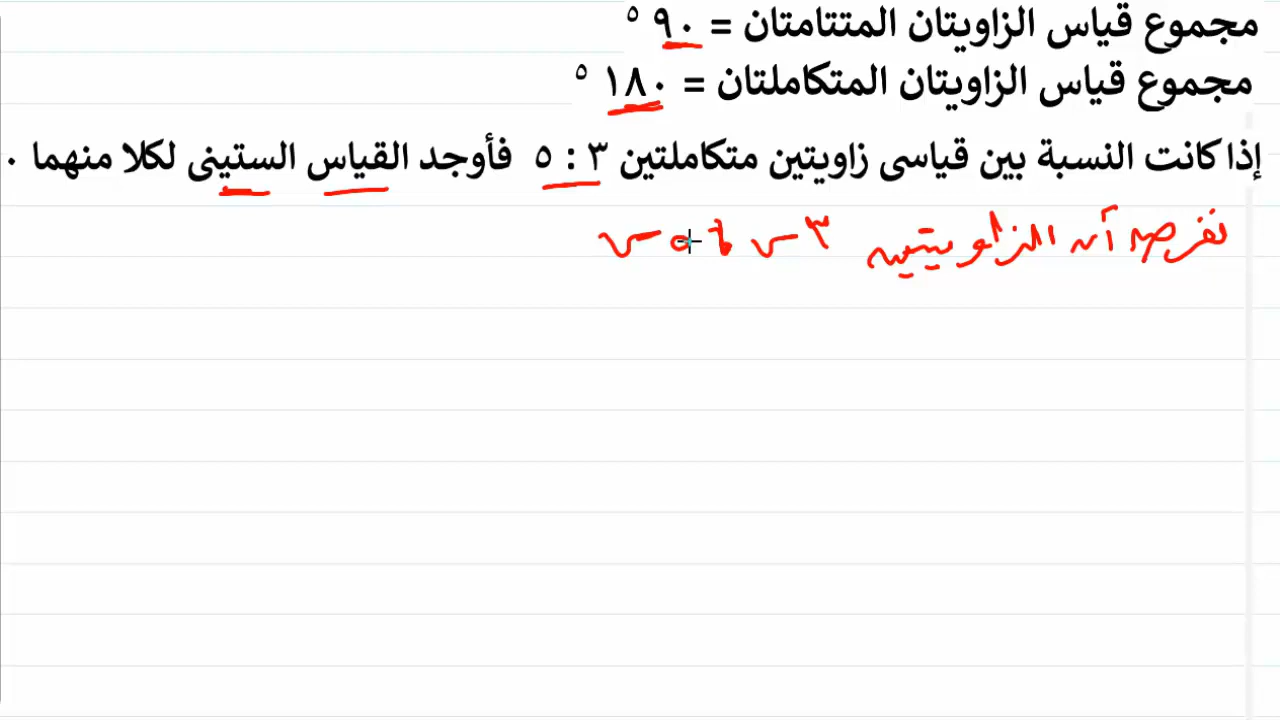 مجموع قياس الزاويتان المتتامتان = ٩٠ °
مجموع قياس الزاويتان المتكاملتان = ١٨٠ °
إذا كانت النسبة بين قياسى زاويتين متكاملتين ٣ : ٥ فأوجد القياس الستينى لكلا منهما ٠
نفرض أن الزاويتين ٣ س ، ٥ س